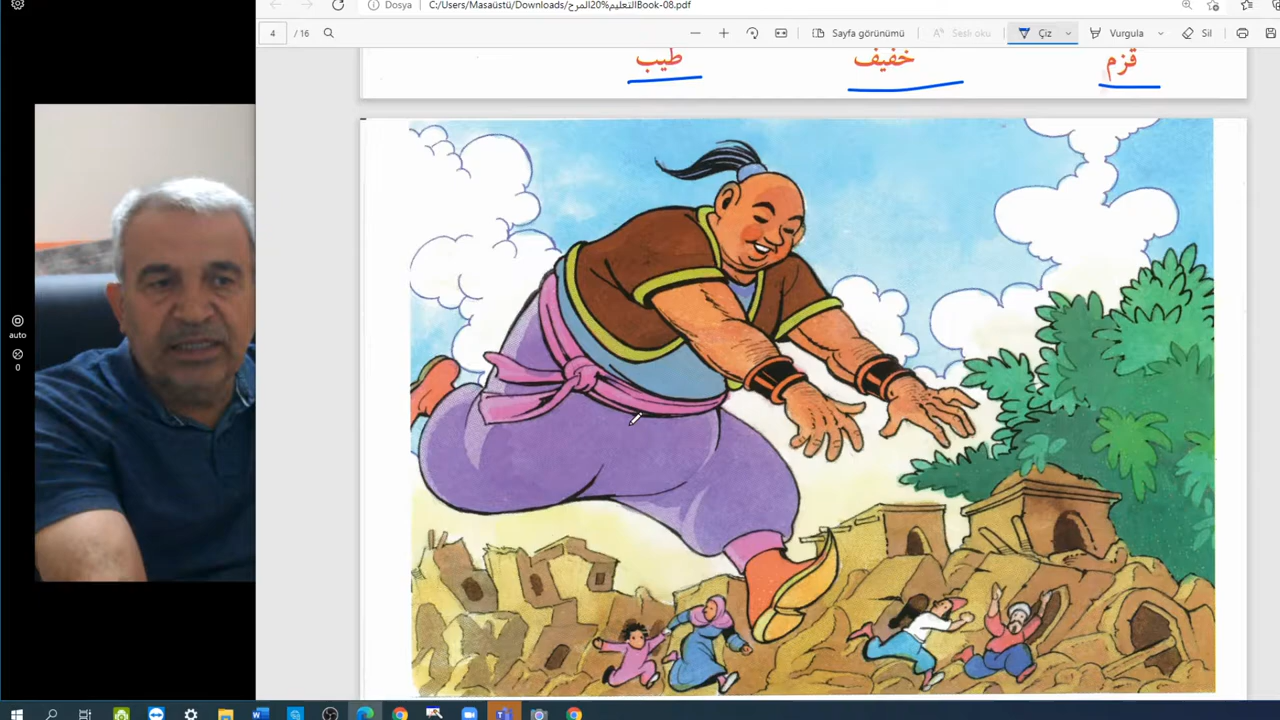 Dosya
C:/Users/Masaüstü/Downloads/التعليم%20المرح/Book-08.pdf
4 / 16
Sayfa görünümü
Sesli oku
Çiz
Vurgula
Sil
قزم خفيف طيب
auto
0